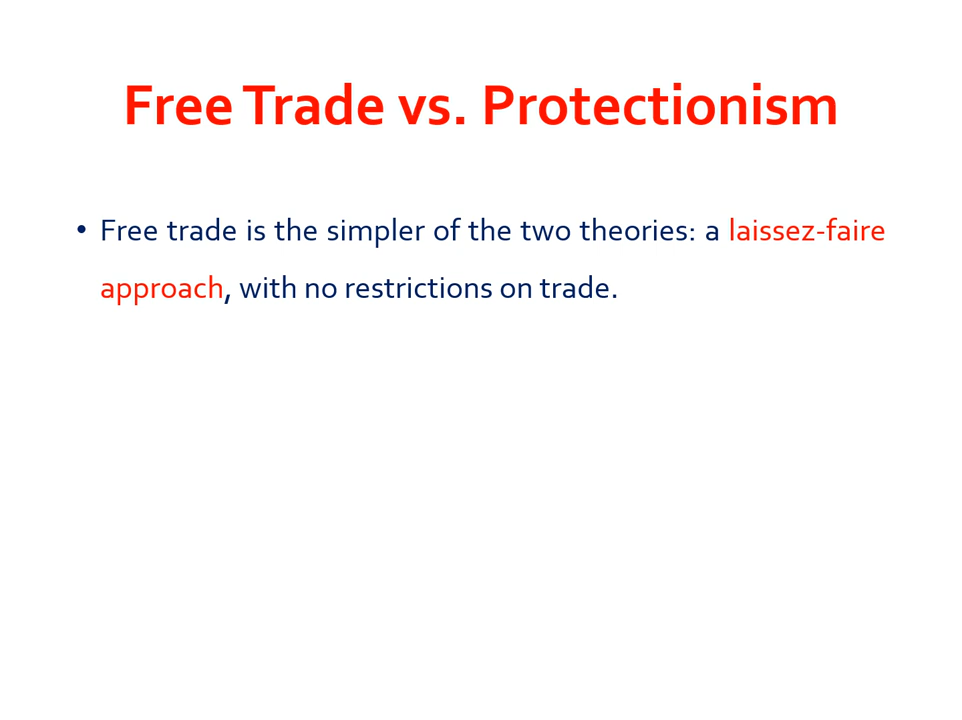 Free Trade vs. Protectionism
• Free trade is the simpler of the two theories: a laissez-faire
approach, with no restrictions on trade.